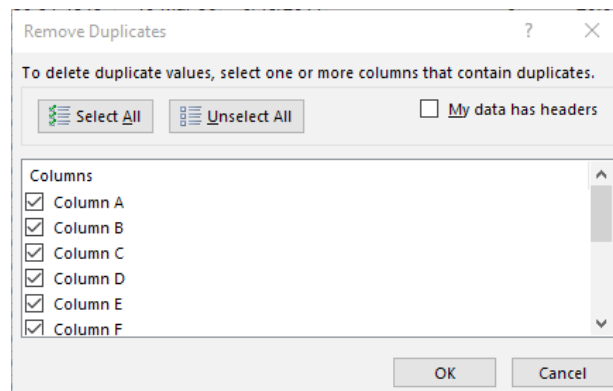 Remove Duplicates ?
To delete duplicate values, select one or more columns that contain duplicates.
Select All Unselect All My data has headers
Columns
Column A
Column B
Column C
Column D
Column E
Column F
OK Cancel